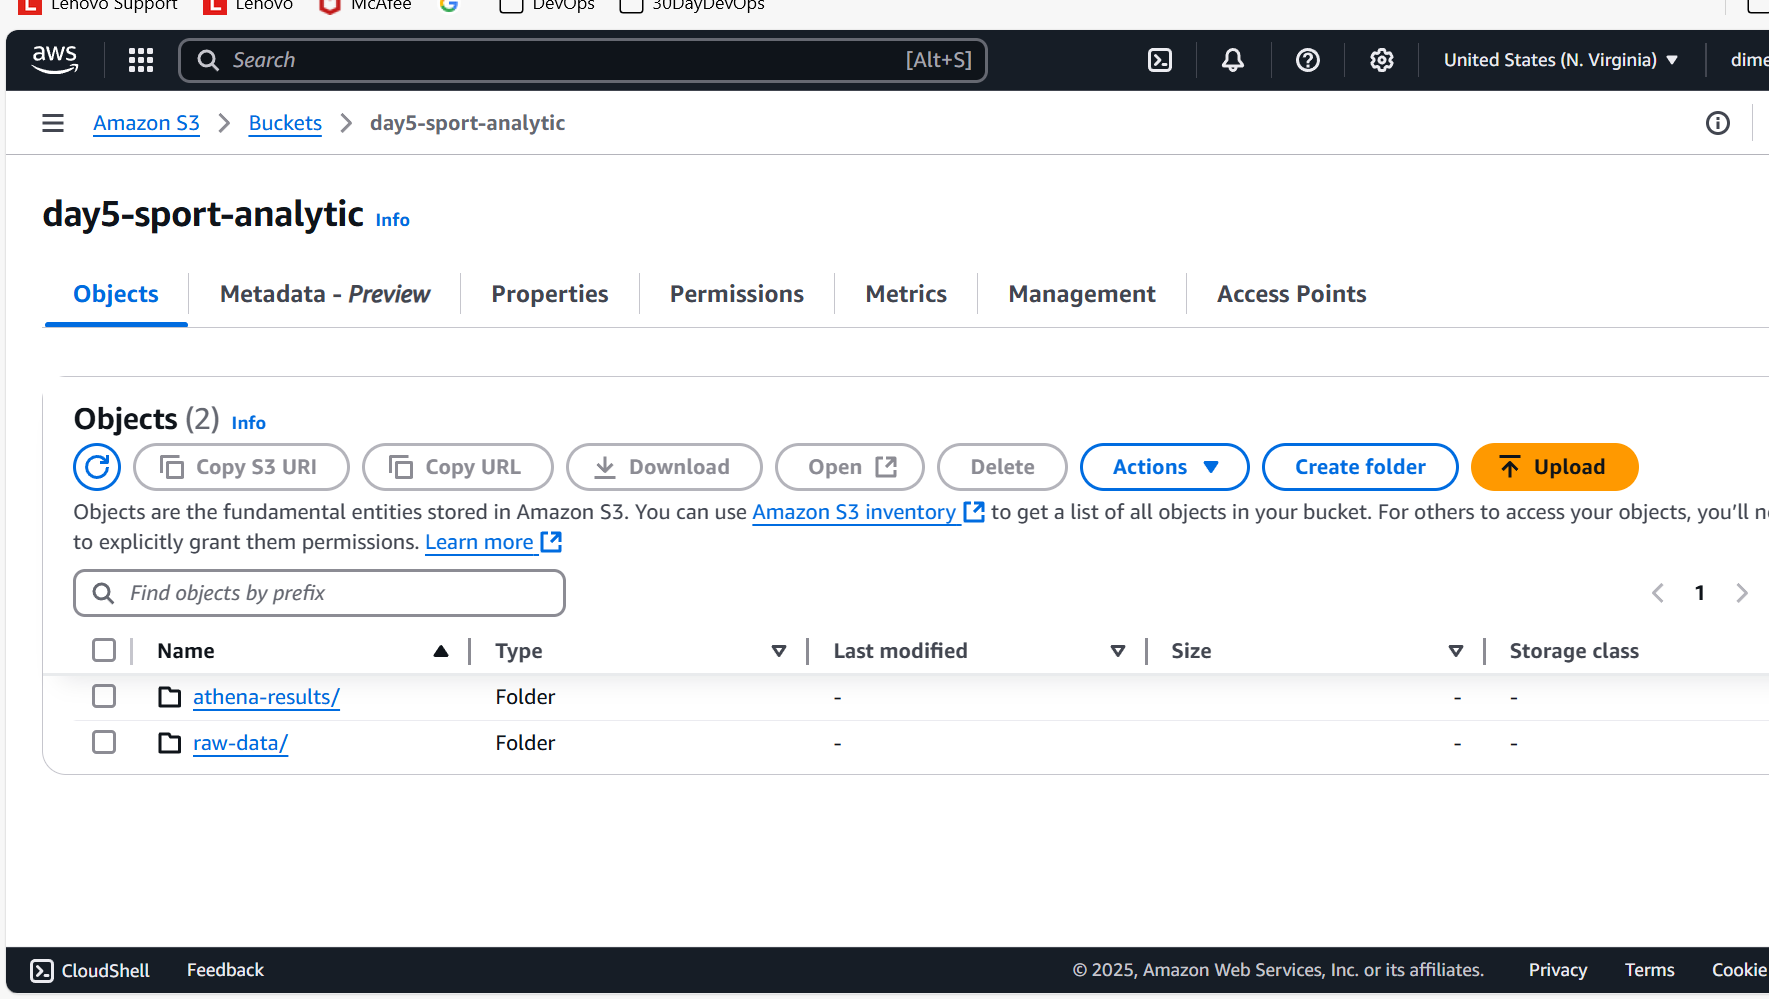 Lenovo Support Lenovo McAfee DevOps 30DayDevOps
aws Search [Alt+S] United States (N. Virginia)
Amazon S3 Buckets day5-sport-analytic
day5-sport-analytic Info
Objects Metadata - Preview Properties Permissions Metrics Management Access Points
Objects (2) Info
Copy S3 URI Copy URL Download Open Delete Actions Create folder Upload
Objects are the fundamental entities stored in Amazon S3. You can use Amazon S3 inventory to get a list of all objects in your bucket. For others to access your objects, you’ll
to explicitly grant them permissions. Learn more
Find objects by prefix 1
Name Type Last modified Size Storage class
athena-results/ Folder - - -
raw-data/ Folder - - -
CloudShell Feedback © 2025, Amazon Web Services, Inc. or its affiliates. Privacy Terms Cookie